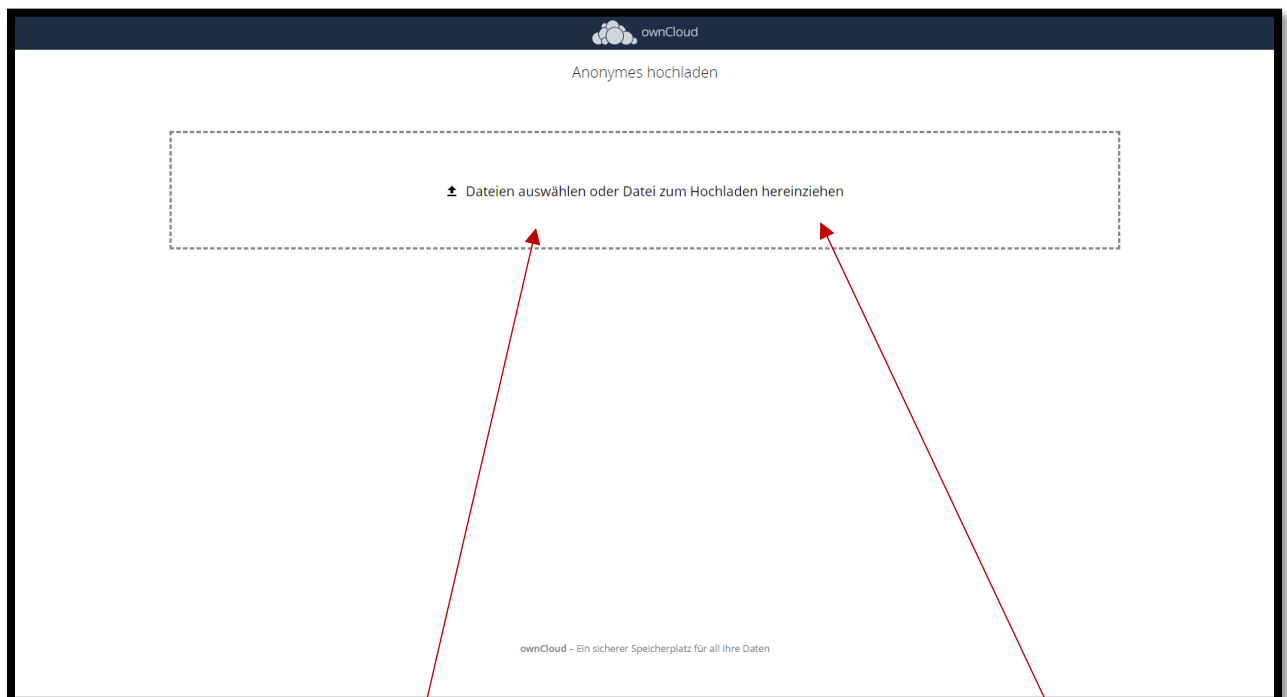 ownCloud
Anonymes hochladen
Dateien auswählen oder Datei zum Hochladen hereinziehen
ownCloud – Ein sicherer Speicherplatz für all Ihre Daten